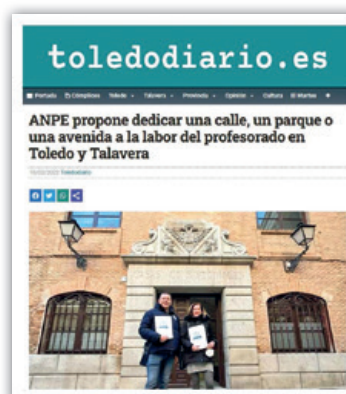 toledodiario.es
Portada Toledo Talavera Provincia Opinión Cultura El Martes
ANPE propone dedicar una calle, un parque o
una avenida a la labor del profesorado en
Toledo y Talavera